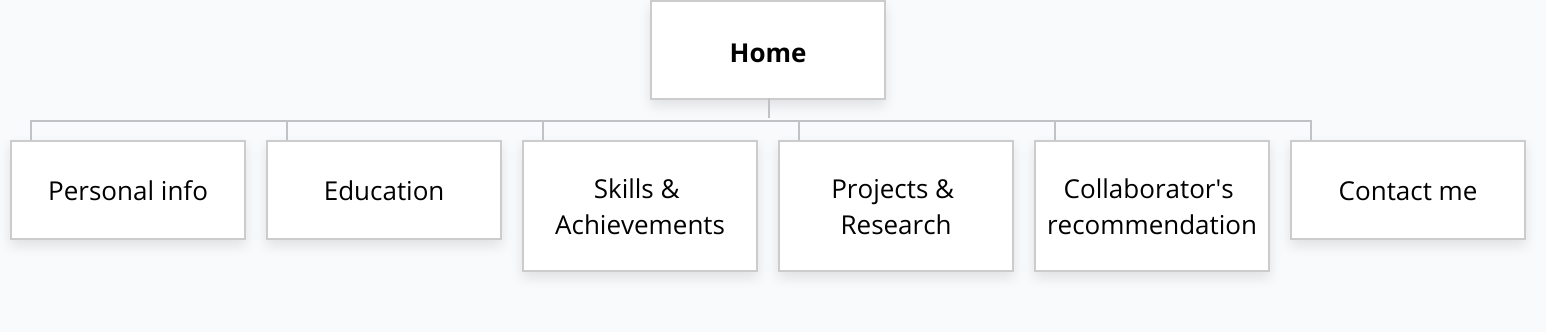 Home
Personal info
Education
Skills &
Achievements
Projects &
Research
Collaborator's
recommendation
Contact me